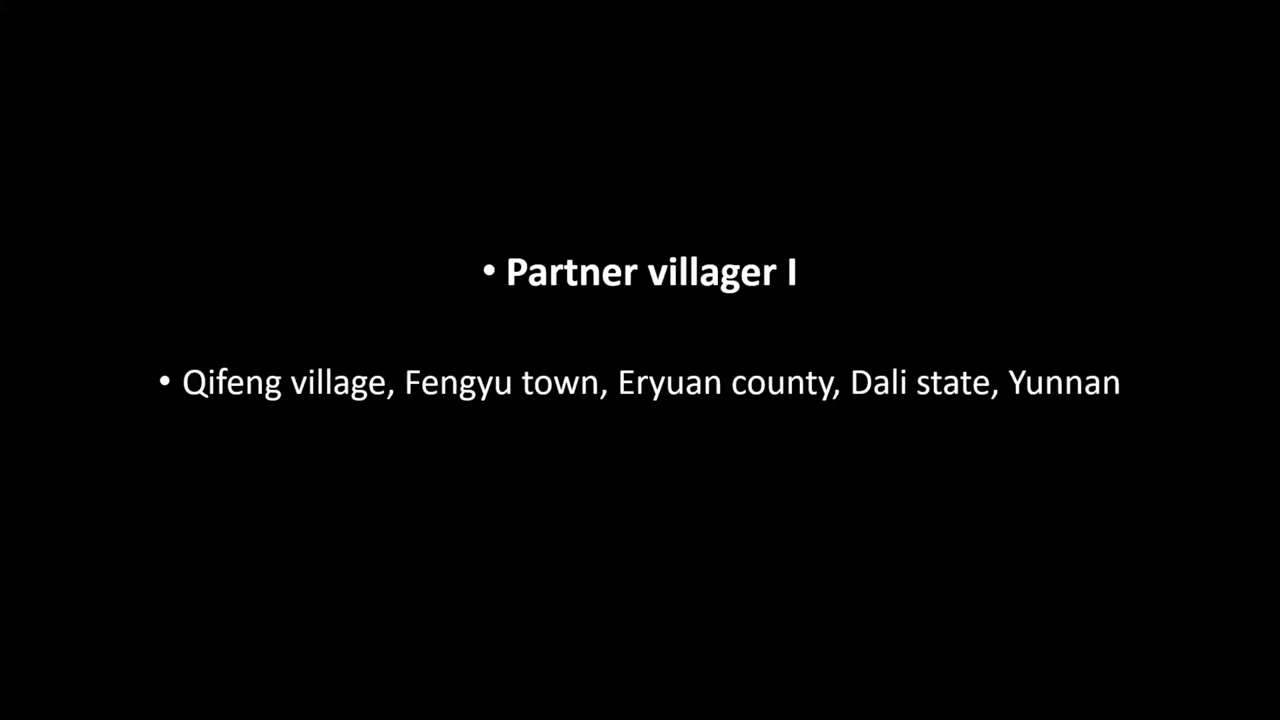 • Partner villager I
• Qifeng village, Fengyu town, Eryuan county, Dali state, Yunnan